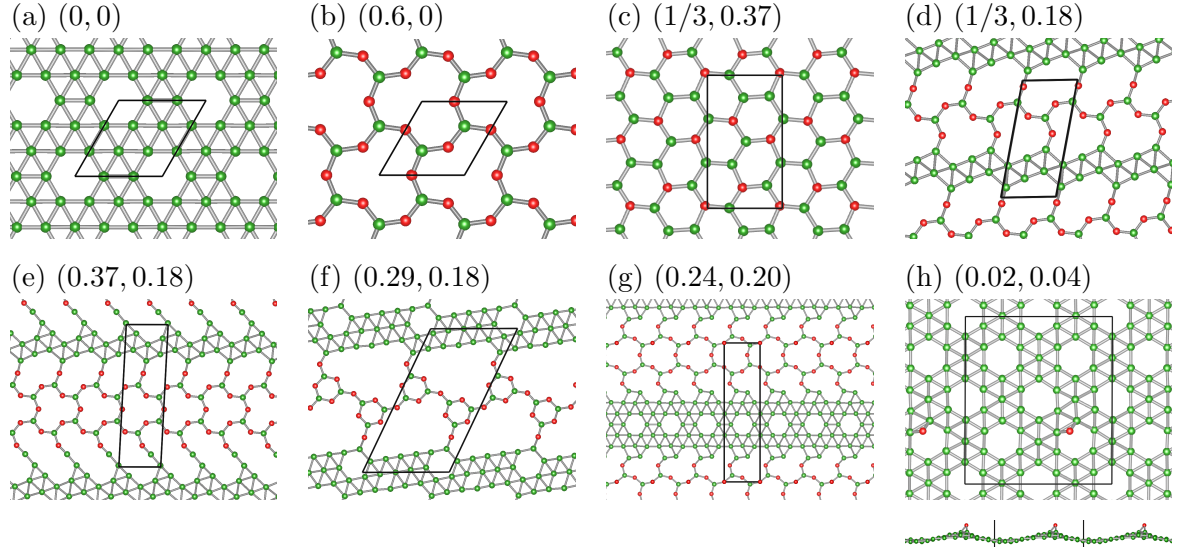 (a) (0, 0)
(b) (0.6, 0)
(c) (1/3, 0.37)
(d) (1/3, 0.18)
(e) (0.37, 0.18)
(f) (0.29, 0.18)
(g) (0.24, 0.20)
(h) (0.02, 0.04)